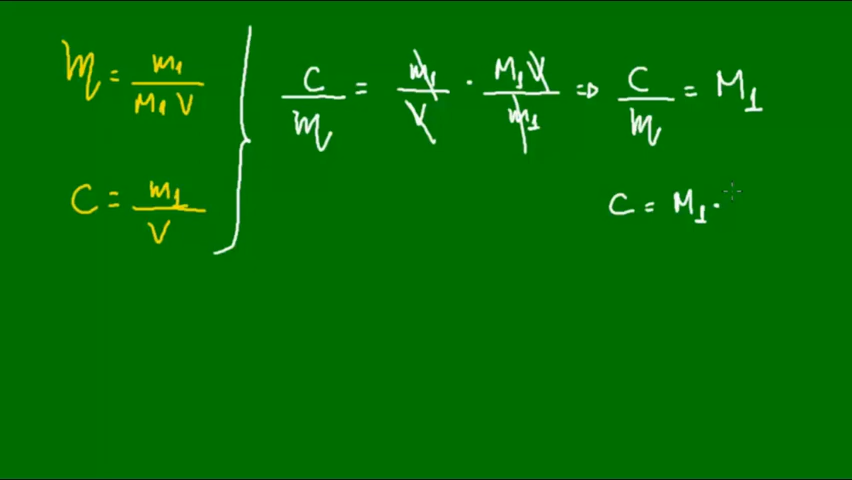 𝔪 = m₁ / M₁ V
C = m₁ / V
C / 𝔪 = m₁ / V · M₁ V / m₁ ⇒ C / 𝔪 = M₁
C = M₁ ·